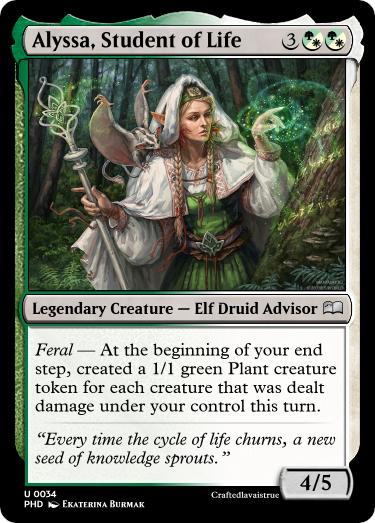 Alyssa, Student of Life 3
Legendary Creature — Elf Druid Advisor
Feral — At the beginning of your end
step, created a 1/1 green Plant creature
token for each creature that was dealt
damage under your control this turn.
“Every time the cycle of life churns, a new
seed of knowledge sprouts.”
4/5
U 0034
PHD EKATERINA BURMAK
Craftedlavaistrue